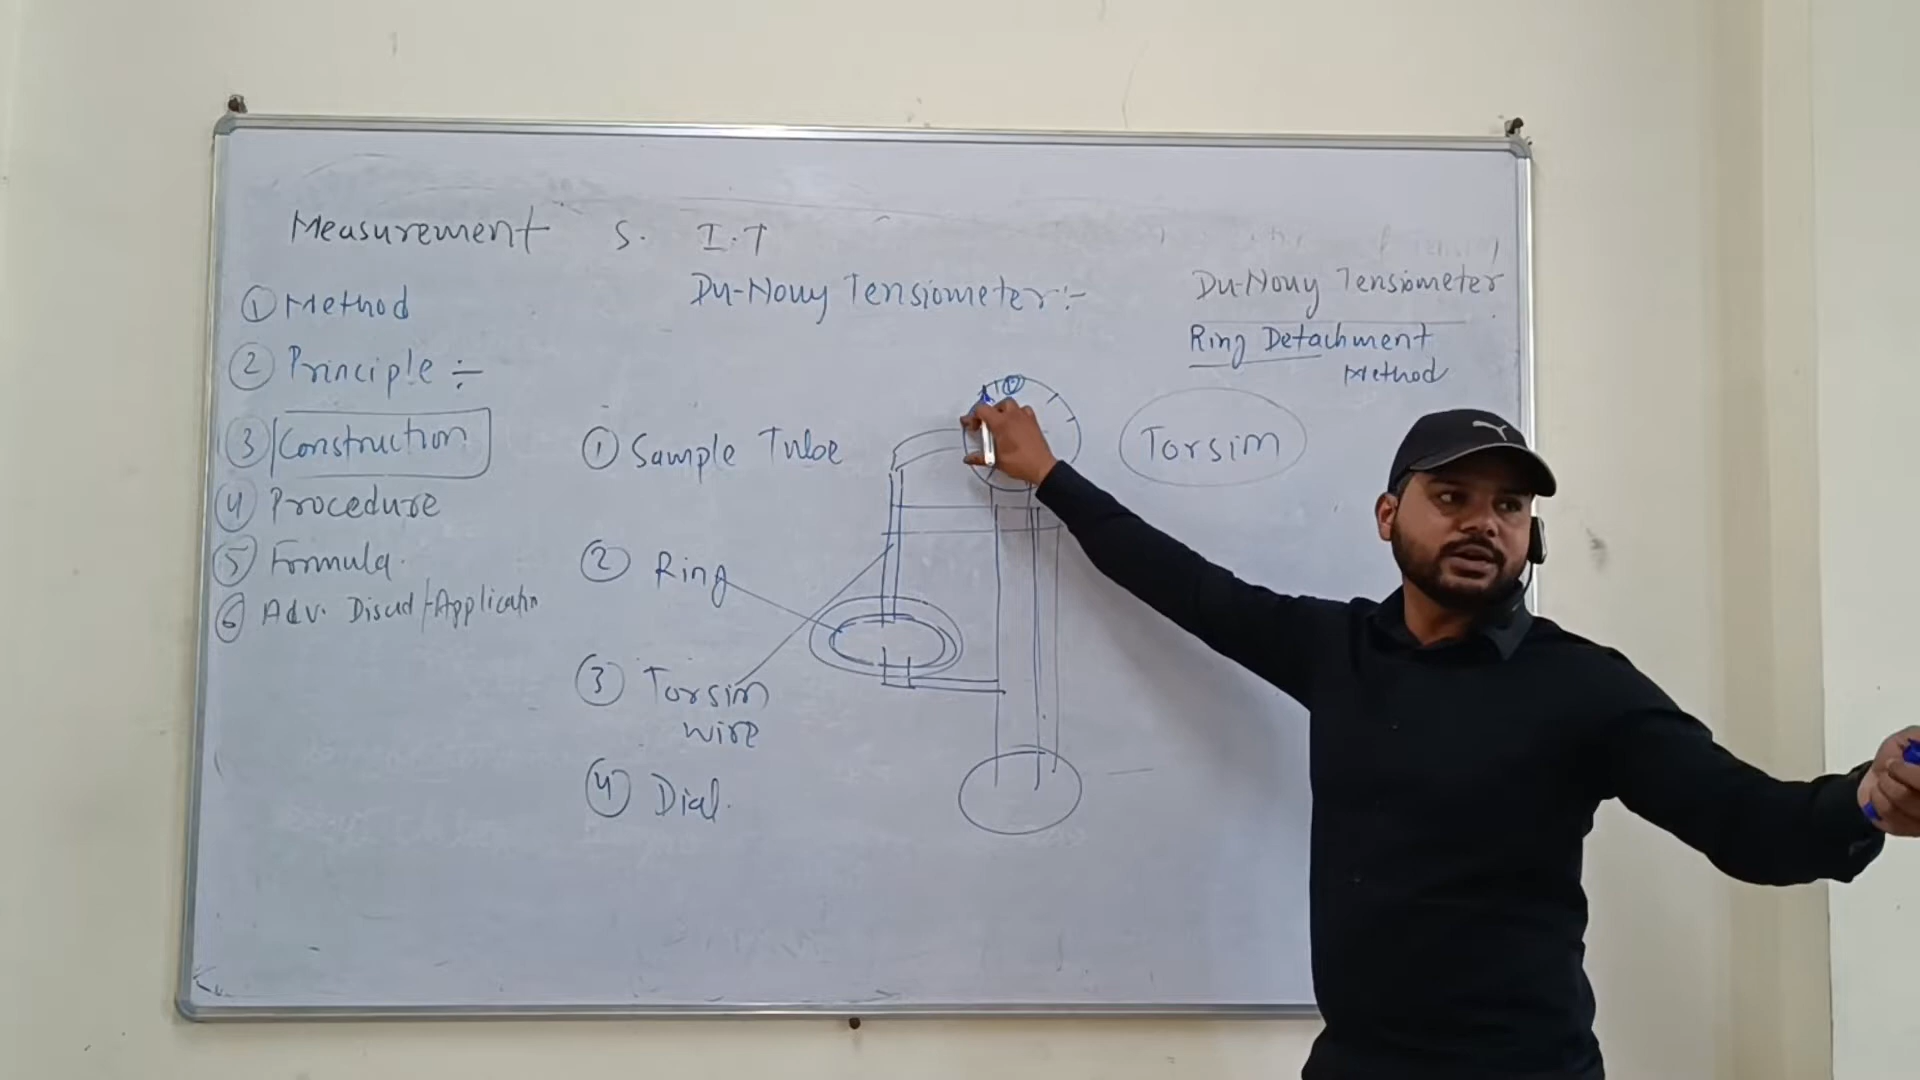 Measurement S. I.T
Du-Nouy Tensiometer:-
① Method
② Principle ÷
③ Construction
④ Procedure
⑤ Formula.
⑥ Adv. Disad/-Applicatn
① Sample Tube
② Ring
③ Torsim
wire
④ Dial.
Du-Nouy Tensiometer
Ring Detachment
Method
Torsim